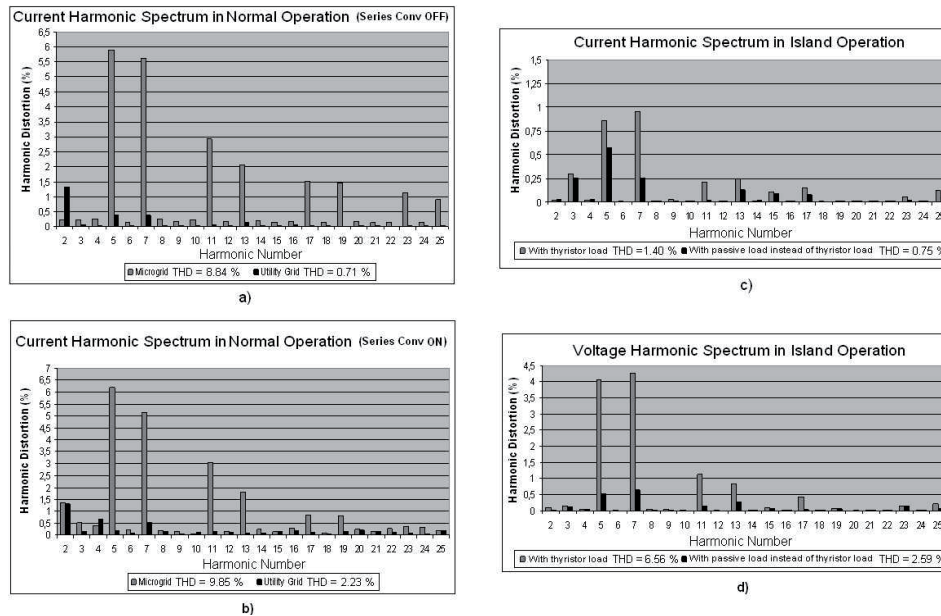 Current Harmonic Spectrum in Normal Operation (Series Conv OFF)
Harmonic Distortion (%)
6,5
6
5,5
5
4,5
4
3,5
3
2,5
2
1,5
1
0,5
0
2 3 4 5 6 7 8 9 10 11 12 13 14 15 16 17 18 19 20 21 22 23 24 25
Harmonic Number
Microgrid THD = 8.84 % Utility Grid THD = 0.71 %
a)
Current Harmonic Spectrum in Normal Operation (Series Conv ON)
Harmonic Distortion (%)
7
6,5
6
5,5
5
4,5
4
3,5
3
2,5
2
1,5
1
0,5
0
2 3 4 5 6 7 8 9 10 11 12 13 14 15 16 17 18 19 20 21 22 23 24 25
Harmonic Number
Microgrid THD = 9.85 % Utility Grid THD = 2.23 %
b)
Current Harmonic Spectrum in Island Operation
Harmonic Distortion (%)
1,5
1
0,5
0,25
0
2 3 4 5 6 7 8 9 10 11 12 13 14 15 16 17 18 19 20 21 22 23 24 25
Harmonic Number
With thyristor load THD =1.40 % With passive load instead of thyristor load THD = 0.75 %
c)
Voltage Harmonic Spectrum in Island Operation
Harmonic Distortion (%)
4,5
4
3,5
3
2,5
2
1,5
1
0,5
0
2 3 4 5 6 7 8 9 10 11 12 13 14 15 16 17 18 19 20 21 22 23 24 25
Harmonic Number
With thyristor load THD = 6.56 % With passive load instead of thyristor load THD = 2.59 %
d)